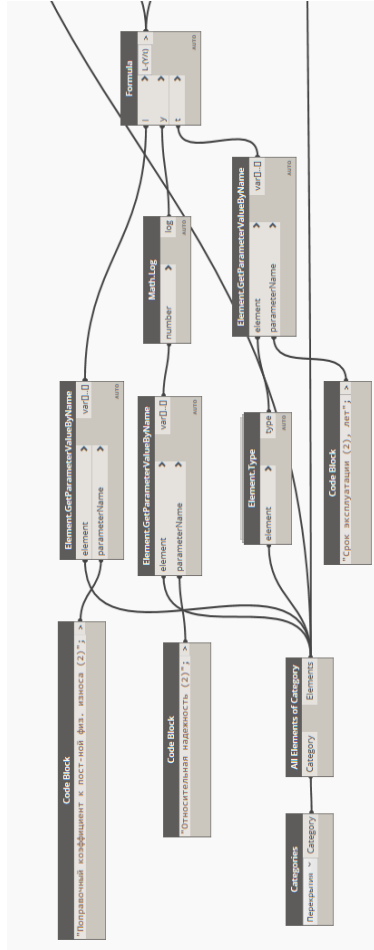 Code Block
"Поправочный коэффициент к пост-ной физ. износа (2)"; >
Element.GetParameterValueByName
element > var[]..[]
parameterName >
AUTO
Code Block
"Относительная надежность (2)"; >
Element.GetParameterValueByName
element > var[]..[]
parameterName >
AUTO
Math.Log
number > log
AUTO
Formula
l > L-(Y/t) >
y >
t >
AUTO
Categories
Перекрытия Category
All Elements of Category
Category Elements
AUTO
Element.Type
element > type
AUTO
Element.GetParameterValueByName
element > var[]..[]
parameterName >
AUTO
Code Block
"Срок эксплуатации (2), лет"; >